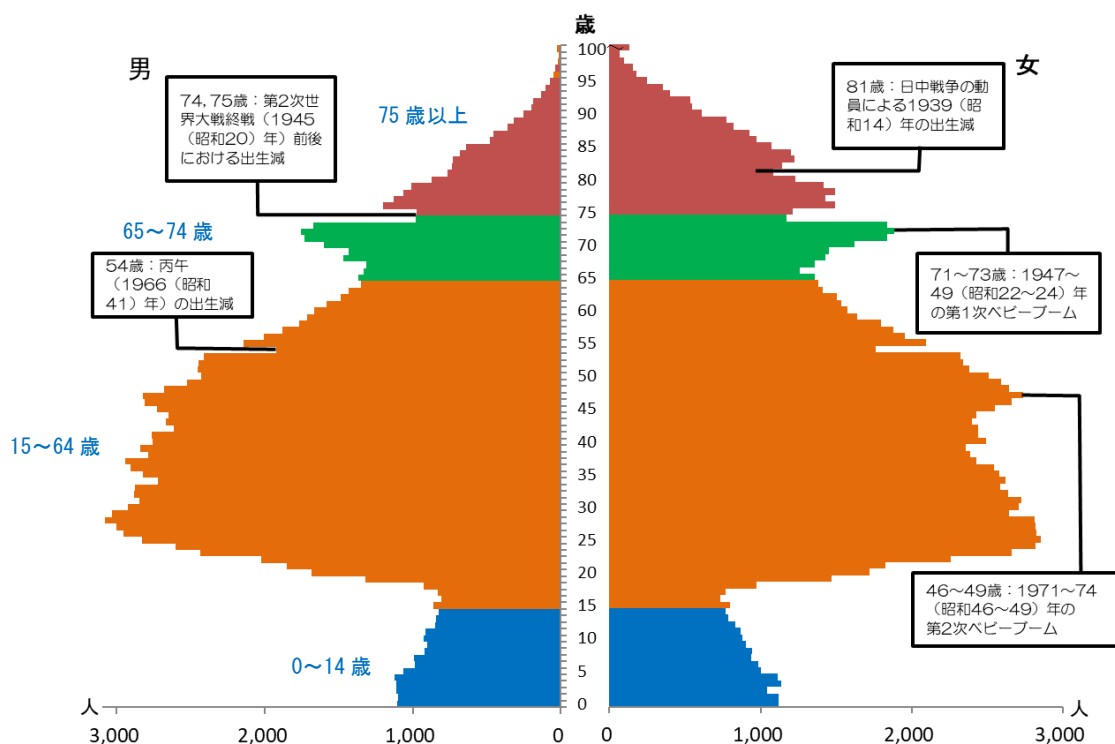 歳
男
女
74,75歳：第2次世
界大戦終戦（1945
（昭和20）年）前後
における出生減
75歳以上
81歳：日中戦争の動
員による1939（昭
和14）年の出生減
65～74歳
54歳：丙午
（1966（昭和
41）年）の出生減
71～73歳：1947～
49（昭和22～24）年
の第1次ベビーブーム
15～64歳
46～49歳：1971～74
（昭和46～49）年の
第2次ベビーブーム
0～14歳
100
95
90
85
80
75
70
65
60
55
50
45
40
35
30
25
20
15
10
5
0
人
人
3,000
2,000
1,000
0
0
1,000
2,000
3,000